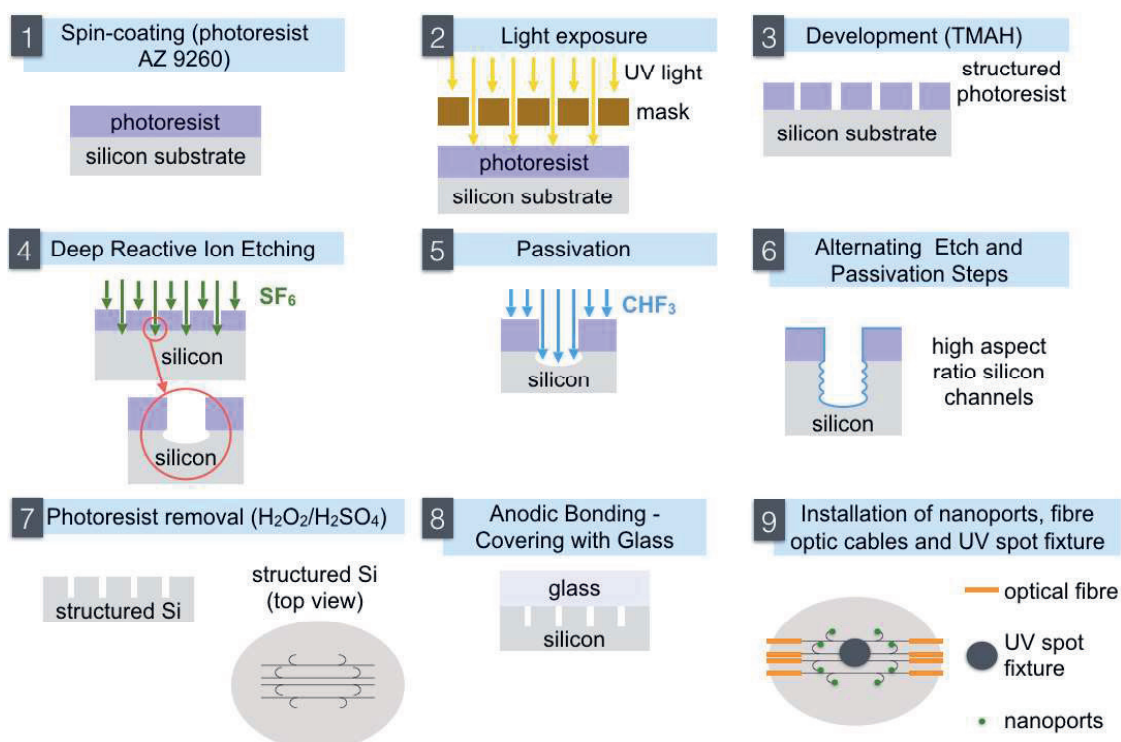 1
Spin-coating (photoresist
AZ 9260)
photoresist
silicon substrate
2
Light exposure
UV light
mask
photoresist
silicon substrate
3
Development (TMAH)
structured
photoresist
silicon substrate
4
Deep Reactive Ion Etching
SF₆
silicon
silicon
5
Passivation
CHF₃
silicon
6
Alternating Etch and
Passivation Steps
high aspect
ratio silicon
channels
silicon
7
Photoresist removal (H₂O₂/H₂SO₄)
structured Si
structured Si
(top view)
8
Anodic Bonding -
Covering with Glass
glass
silicon
9
Installation of nanoports, fibre
optic cables and UV spot fixture
optical fibre
UV spot
fixture
nanoports